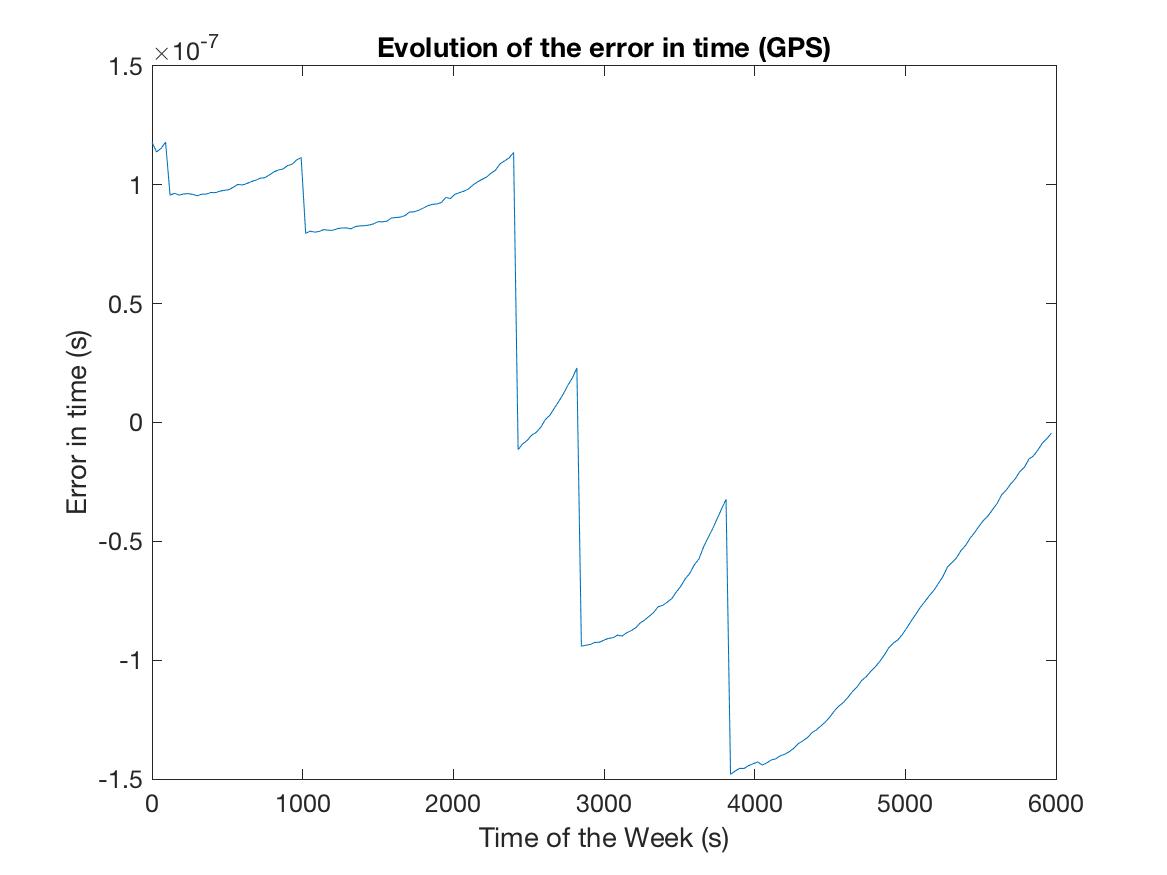 Evolution of the error in time (GPS)
×10-7
1.5
1
0.5
0
-0.5
-1
-1.5
Error in time (s)
0 1000 2000 3000 4000 5000 6000
Time of the Week (s)